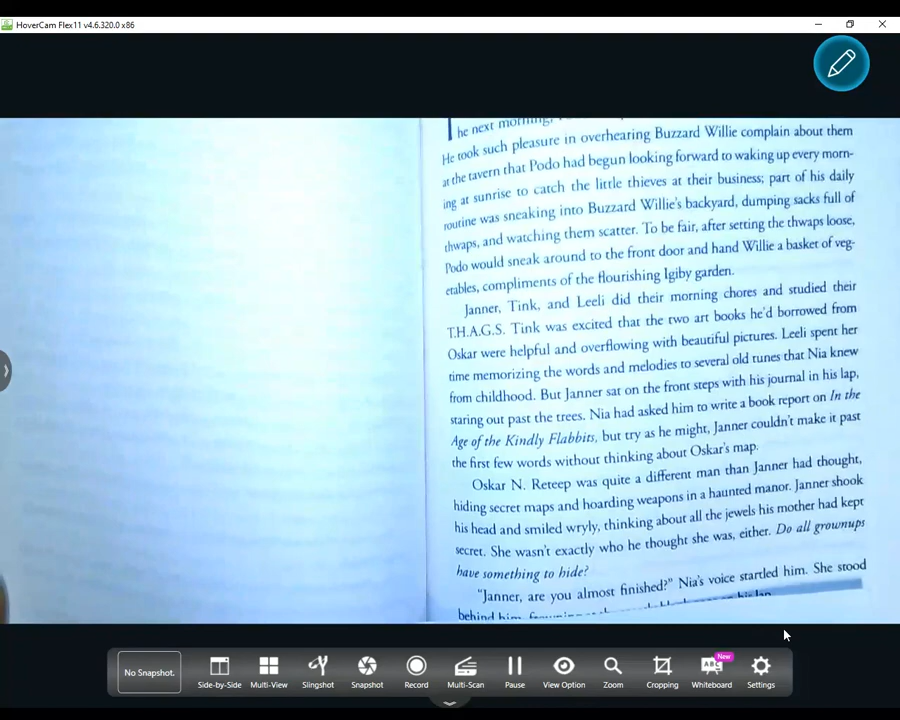 HoverCam Flex11 v4.6.320.0 x86
he next morning,
He took such pleasure in overhearing Buzzard Willie complain about them
at the tavern that Podo had begun looking forward to waking up every morn-
ing at sunrise to catch the little thieves at their business; part of his daily
routine was sneaking into Buzzard Willie's backyard, dumping sacks full of
thwaps, and watching them scatter. To be fair, after setting the thwaps loose,
Podo would sneak around to the front door and hand Willie a basket of veg-
etables, compliments of the flourishing Igiby garden.
Janner, Tink, and Leeli did their morning chores and studied their
T.H.A.G.S. Tink was excited that the two art books he'd borrowed from
Oskar were helpful and overflowing with beautiful pictures. Leeli spent her
time memorizing the words and melodies to several old tunes that Nia knew
from childhood. But Janner sat on the front steps with his journal in his lap,
staring out past the trees. Nia had asked him to write a book report on In the
Age of the Kindly Flabbits, but try as he might, Janner couldn't make it past
the first few words without thinking about Oskar's map.
Oskar N. Reteep was quite a different man than Janner had thought,
hiding secret maps and hoarding weapons in a haunted manor. Janner shook
his head and smiled wryly, thinking about all the jewels his mother had kept
secret. She wasn't exactly who he thought she was, either. Do all grownups
have something to hide?
"Janner, are you almost finished?" Nia's voice startled him. She stood
behind him,
No Snapshot.
Side-by-Side
Multi-View
Slingshot
Snapshot
Record
Multi-Scan
Pause
View Option
Zoom
Cropping
New
ABC
Whiteboard
Settings